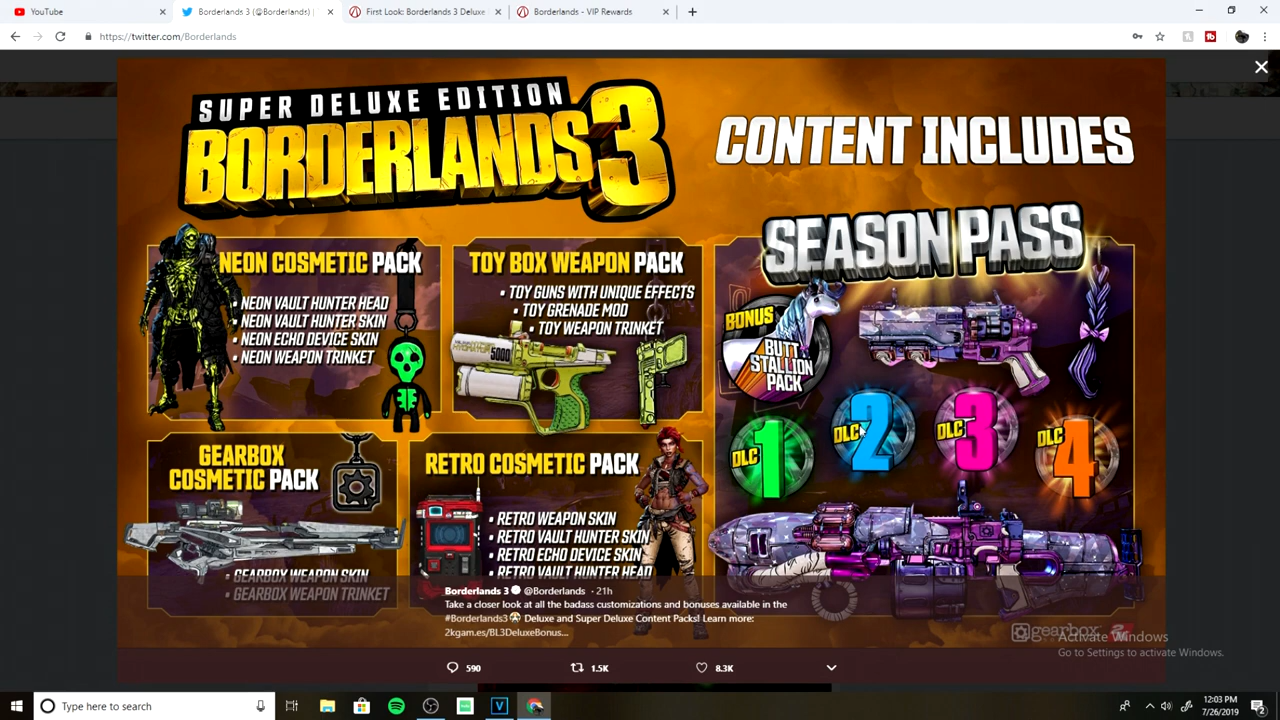 YouTube
Borderlands 3 (@Borderlands) |
First Look: Borderlands 3 Deluxe
Borderlands - VIP Rewards
https://twitter.com/Borderlands
SUPER DELUXE EDITION
BORDERLANDS 3
CONTENT INCLUDES
NEON COSMETIC PACK
• NEON VAULT HUNTER HEAD
• NEON VAULT HUNTER SKIN
• NEON ECHO DEVICE SKIN
• NEON WEAPON TRINKET
TOY BOX WEAPON PACK
• TOY GUNS WITH UNIQUE EFFECTS
• TOY GRENADE MOD
• TOY WEAPON TRINKET
5000
SEASON PASS
BONUS
BUTT
STALLION
PACK
DLC 1
DLC 2
DLC 3
DLC 4
GEARBOX
COSMETIC PACK
• GEARBOX WEAPON SKIN
• GEARBOX WEAPON TRINKET
RETRO COSMETIC PACK
• RETRO WEAPON SKIN
• RETRO VAULT HUNTER SKIN
• RETRO ECHO DEVICE SKIN
• RETRO VAULT HUNTER HEAD
Borderlands 3 @Borderlands · 21h
Take a closer look at all the badass customizations and bonuses available in the
#Borderlands3 Deluxe and Super Deluxe Content Packs! Learn more:
2kgam.es/BL3DeluxeBonus...
590
1.5K
8.3K
gearbox
Activate Windows
Go to Settings to activate Windows.
Type here to search
12:03 PM
7/26/2019
2